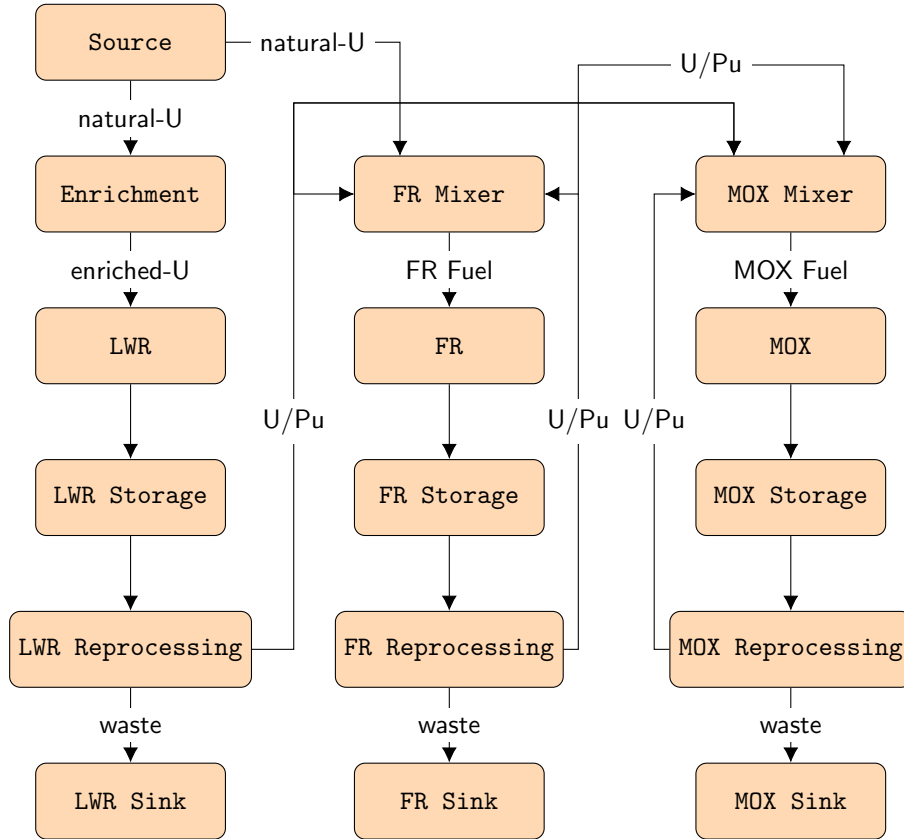 Source
natural-U
U/Pu
natural-U
Enrichment
FR Mixer
MOX Mixer
enriched-U
FR Fuel
MOX Fuel
LWR
FR
MOX
U/Pu
U/Pu
U/Pu
LWR Storage
FR Storage
MOX Storage
LWR Reprocessing
FR Reprocessing
MOX Reprocessing
waste
waste
waste
LWR Sink
FR Sink
MOX Sink